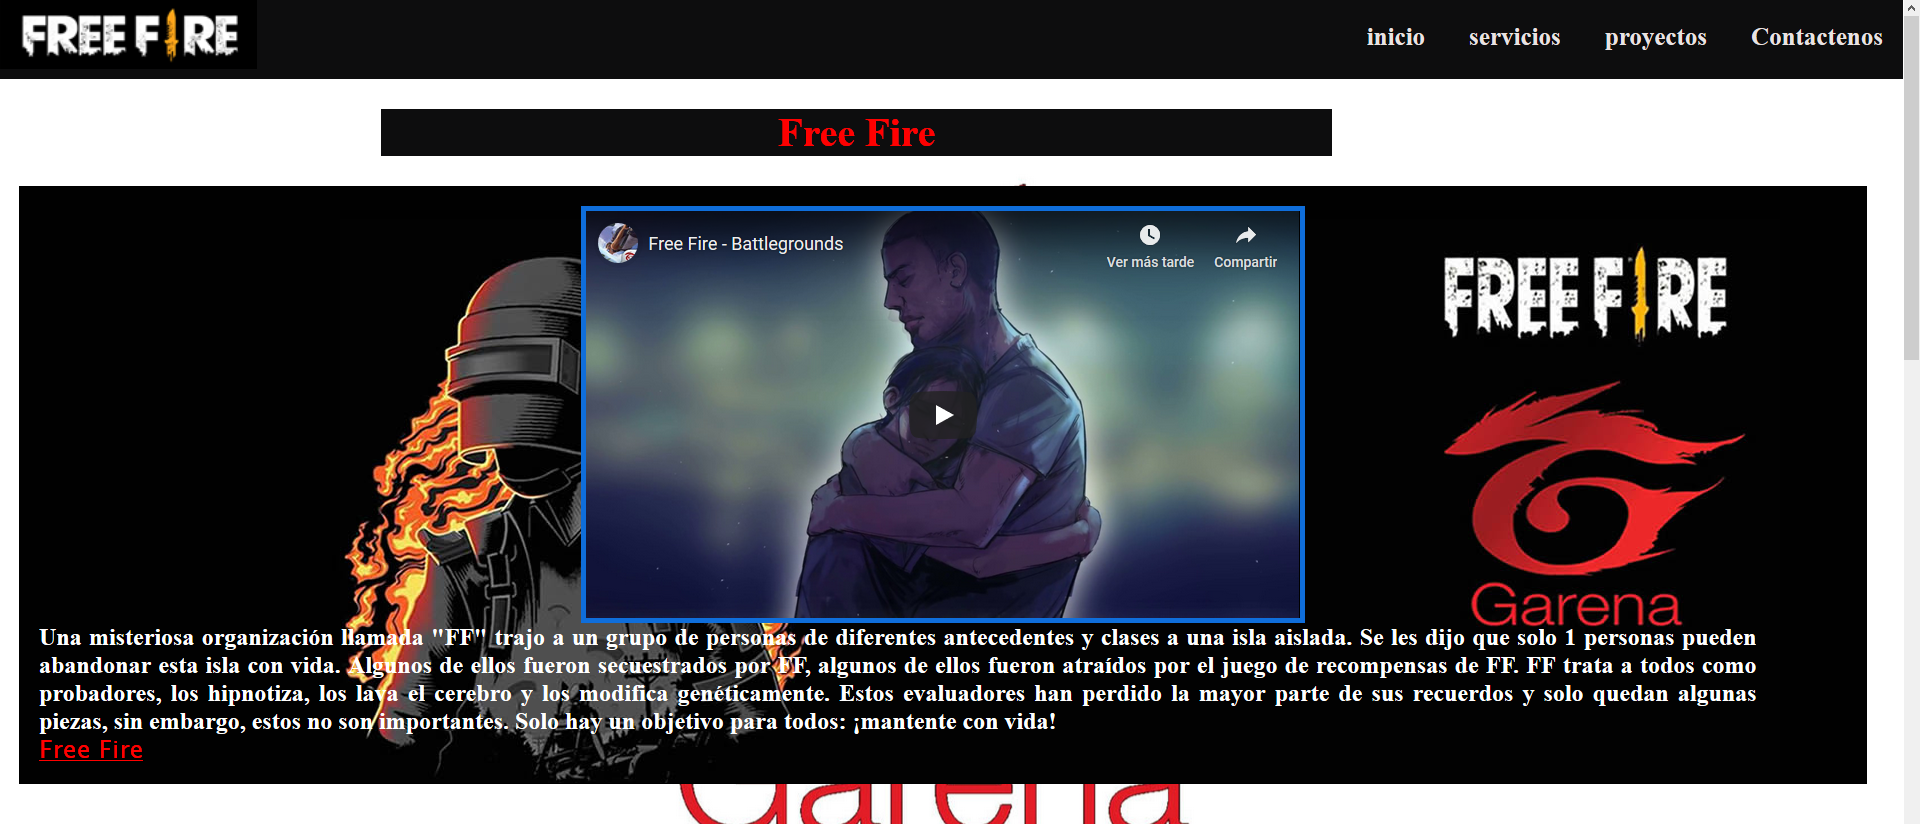 FREE FIRE
inicio servicios proyectos Contactenos
Free Fire
Free Fire - Battlegrounds
Ver más tarde Compartir
FREE FIRE
Garena
Una misteriosa organización llamada "FF" trajo a un grupo de personas de diferentes antecedentes y clases a una isla aislada. Se les dijo que solo 1 personas pueden
abandonar esta isla con vida. Algunos de ellos fueron secuestrados por FF, algunos de ellos fueron atraídos por el juego de recompensas de FF. FF trata a todos como
probadores, los hipnotiza, los lava el cerebro y los modifica genéticamente. Estos evaluadores han perdido la mayor parte de sus recuerdos y solo quedan algunas
piezas, sin embargo, estos no son importantes. Solo hay un objetivo para todos: ¡mantente con vida!
Free Fire
Garena